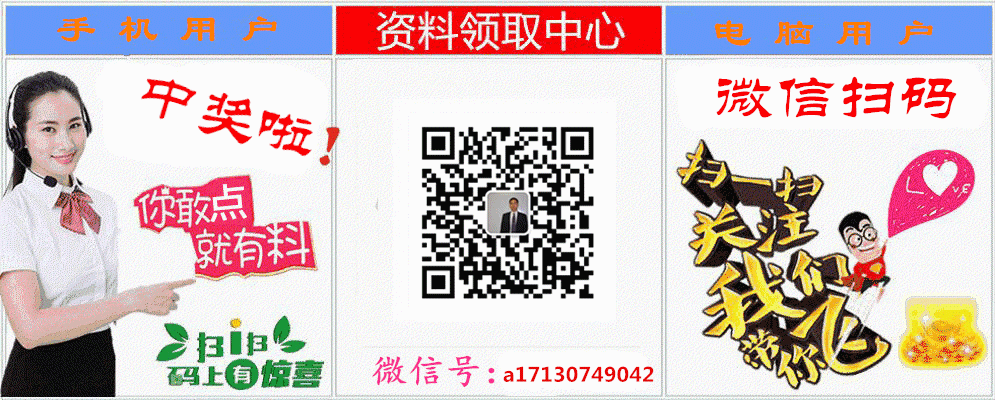 手机用户
资料领取中心
电脑用户
中奖啦！
微信扫码
你敢点
就有料
扫一扫
关注
我们
带你飞
LOVE
扫i扫
码上有惊喜
微信号:a17130749042